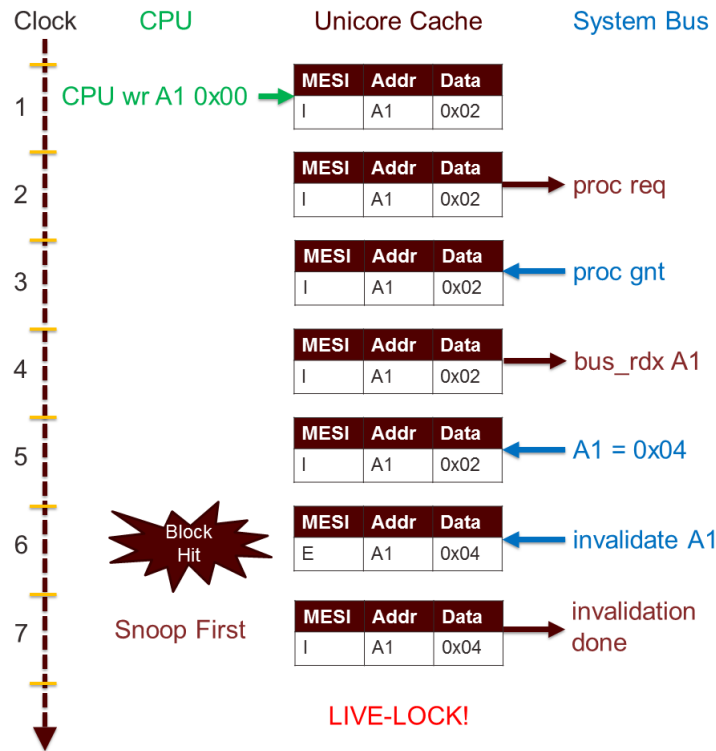 Clock CPU Unicore Cache System Bus
MESI Addr Data
1 CPU wr A1 0x00 I A1 0x02
MESI Addr Data
2 I A1 0x02 proc req
MESI Addr Data
3 I A1 0x02 proc gnt
MESI Addr Data
4 I A1 0x02 bus_rdx A1
MESI Addr Data
5 I A1 0x02 A1 = 0x04
MESI Addr Data
6 Block
Hit E A1 0x04 invalidate A1
MESI Addr Data
7 Snoop First I A1 0x04 invalidation
done
LIVE-LOCK!